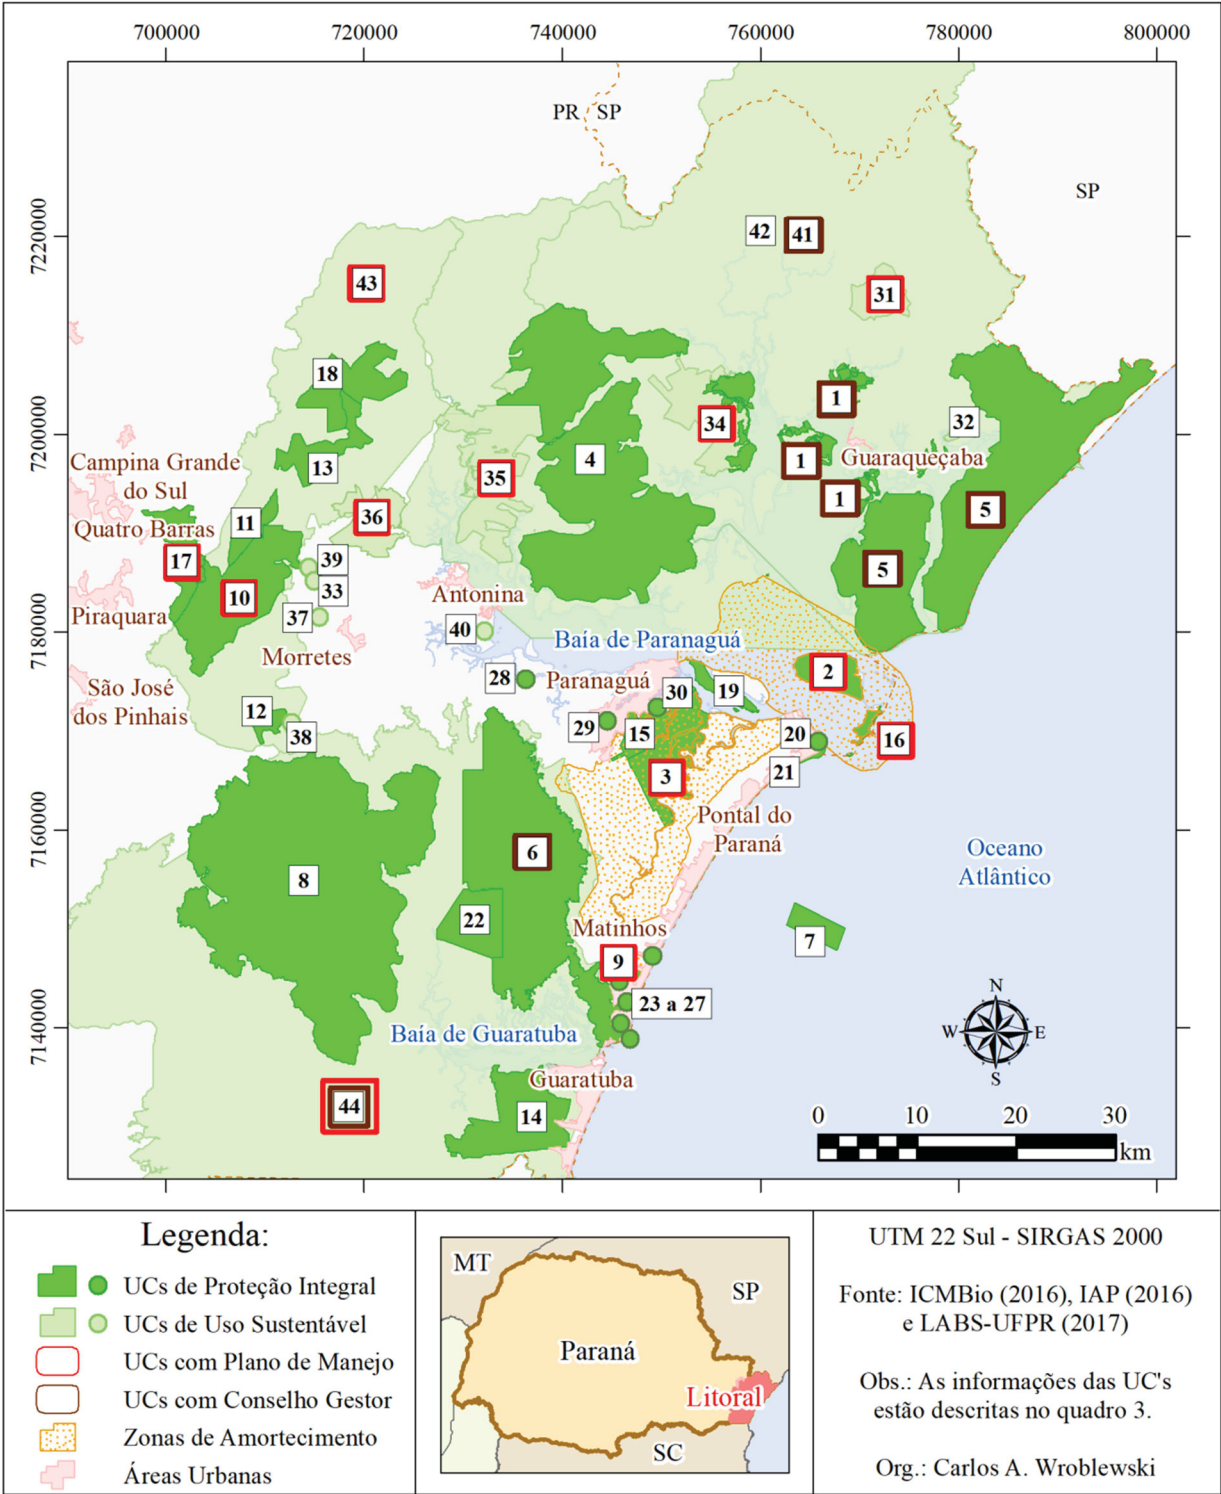 700000 720000 740000 760000 780000 800000
PR SP
SP
7220000
42 41
43
31
18
1
34
32
7200000
Campina Grande
do Sul
13
4
1
Guaraqueçaba
35
1
5
36
11
Quatro Barras
17
39
5
33
10
Antonina
37
Piraquara
40
7180000
Baía de Paranaguá
Morretes
2
28
Paranaguá
30
19
São José
dos Pinhais
12
29
15
20
16
38
21
3
Pontal do
Paraná
7160000
6
Oceano
Atlântico
8
22
Matinhos
7
9
N
23 a 27
W E
S
7140000
Baía de Guaratuba
Guaratuba
44
14
0 10 20 30
km
Legenda:
UCs de Proteção Integral
UCs de Uso Sustentável
UCs com Plano de Manejo
UCs com Conselho Gestor
Zonas de Amortecimento
Áreas Urbanas
MT
SP
Paraná
Litoral
SC
UTM 22 Sul - SIRGAS 2000
Fonte: ICMBio (2016), IAP (2016)
e LABS-UFPR (2017)
Obs.: As informações das UC's
estão descritas no quadro 3.
Org.: Carlos A. Wroblewski